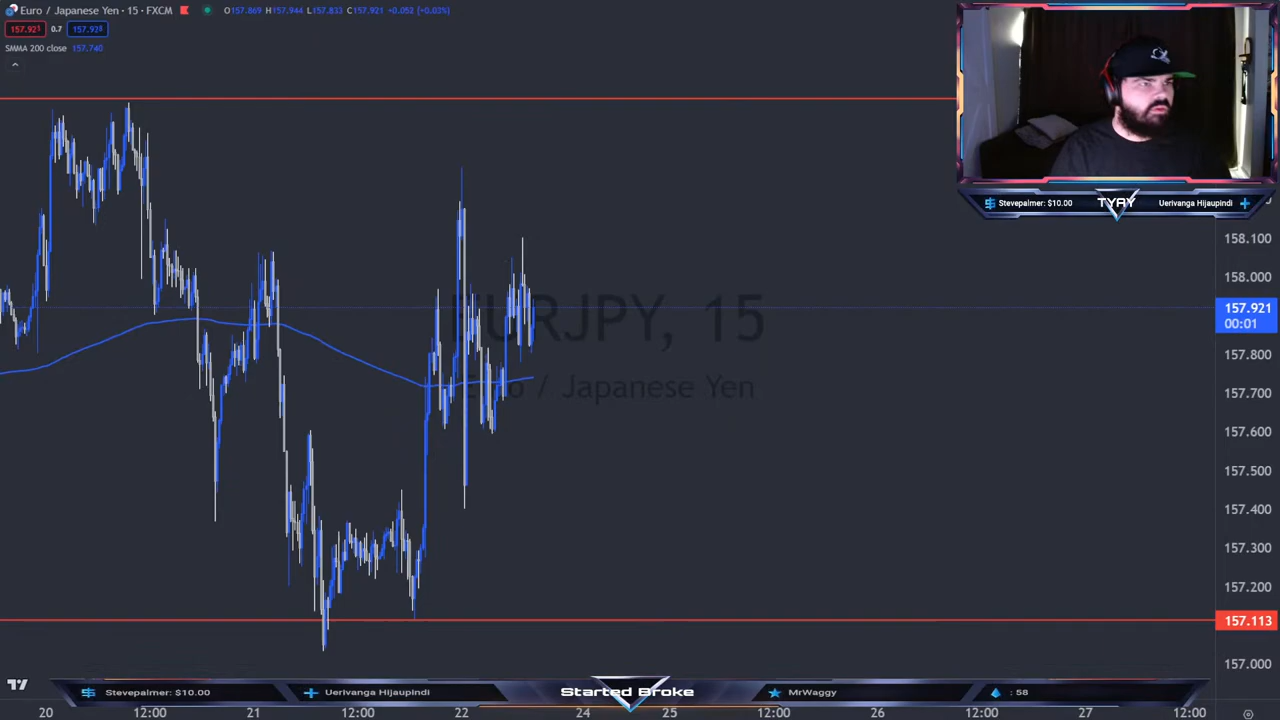 Euro / Japanese Yen · 15 · FXCM O157.869 H157.944 L157.833 C157.921 +0.052 (+0.03%)
157.921 0.7 157.928
SMMA 200 close 157.740
Stevepalmer: $10.00 TYAY Uerivanga Hijaupindi
158.100
158.000
157.921
00:01
157.800
157.700
157.600
157.500
157.400
157.300
157.200
157.113
157.000
EURJPY, 15
Euro / Japanese Yen
Stevepalmer: $10.00 Uerivanga Hijaupindi Started Broke MrWaggy : 58
20 12:00 21 12:00 22 24 25 12:00 26 12:00 27 12:00